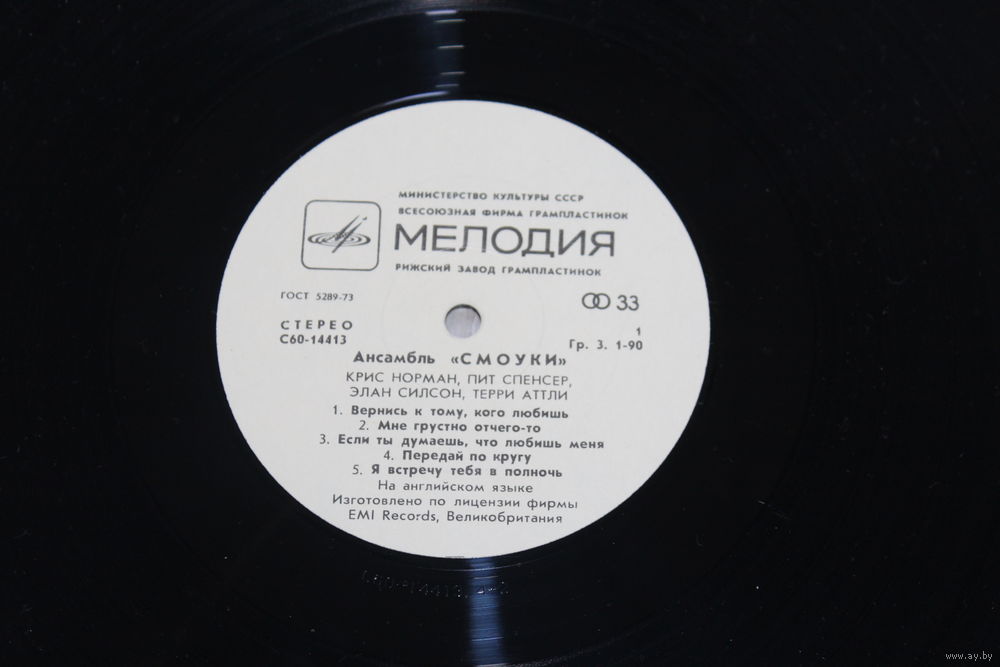 МИНИСТЕРСТВО КУЛЬТУРЫ СССР
ВСЕСОЮЗНАЯ ФИРМА ГРАМПЛАСТИНОК
МЕЛОДИЯ
РИЖСКИЙ ЗАВОД ГРАМПЛАСТИНОК
ГОСТ 5289-73
33
СТЕРЕО
С60-14413
1
Гр. 3. 1-90
Ансамбль «СМОУКИ»
КРИС НОРМАН, ПИТ СПЕНСЕР,
ЭЛАН СИЛСОН, ТЕРРИ АТТЛИ
1. Вернись к тому, кого любишь
2. Мне грустно отчего-то
3. Если ты думаешь, что любишь меня
4. Передай по кругу
5. Я встречу тебя в полночь
На английском языке
Изготовлено по лицензии фирмы
EMI Records, Великобритания
www.ay.by